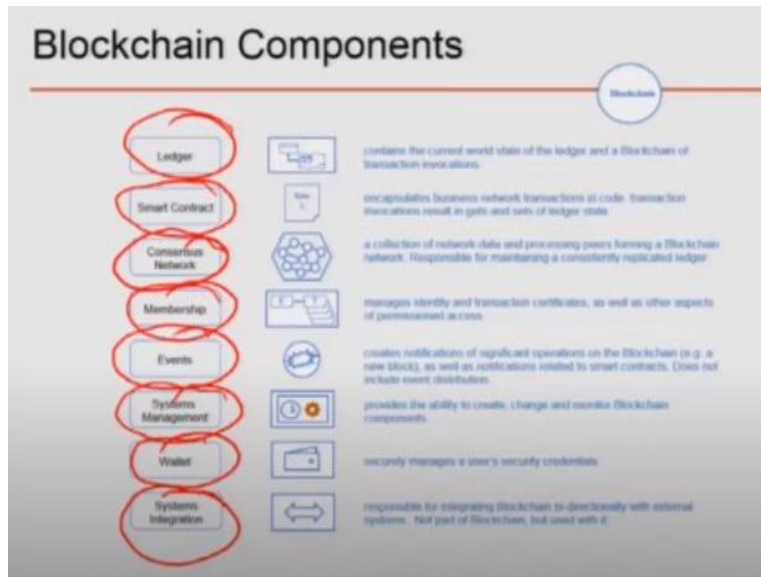 Blockchain Components
Blockchain
Ledger
contains the current world state of the ledger and a Blockchain of
transaction invocations
Smart Contract
encapsulates business network transactions in code. transaction
invocations result in gets and sets of ledger state
Consensus
Network
a collection of network data and processing peers forming a Blockchain
network. Responsible for maintaining a consistently replicated ledger
Membership
manages identity and transaction certificates, as well as other aspects
of permissioned access
Events
creates notifications of significant operations on the Blockchain (e.g. a
new block), as well as notifications related to smart contracts. Does not
include event distribution.
Systems
Management
provides the ability to create, change and monitor Blockchain
components
Wallet
securely manages a user's security credentials
Systems
Integration
responsible for integrating Blockchain bi-directionally with external
systems. Not part of Blockchain, but used with it.